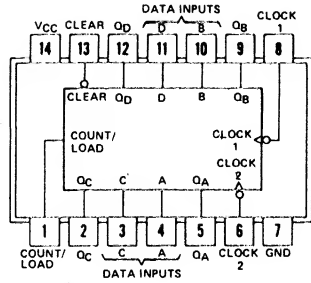 DATA INPUTS
CLOCK
VCC CLEAR QD D B QB 1
14 13 12 11 10 9 8
CLEAR QD D B QB
COUNT/
LOAD
CLOCK
1
CLOCK
2
QC C A QA
1 2 3 4 5 6 7
COUNT/
LOAD
QC C A QA CLOCK
2
GND
DATA INPUTS